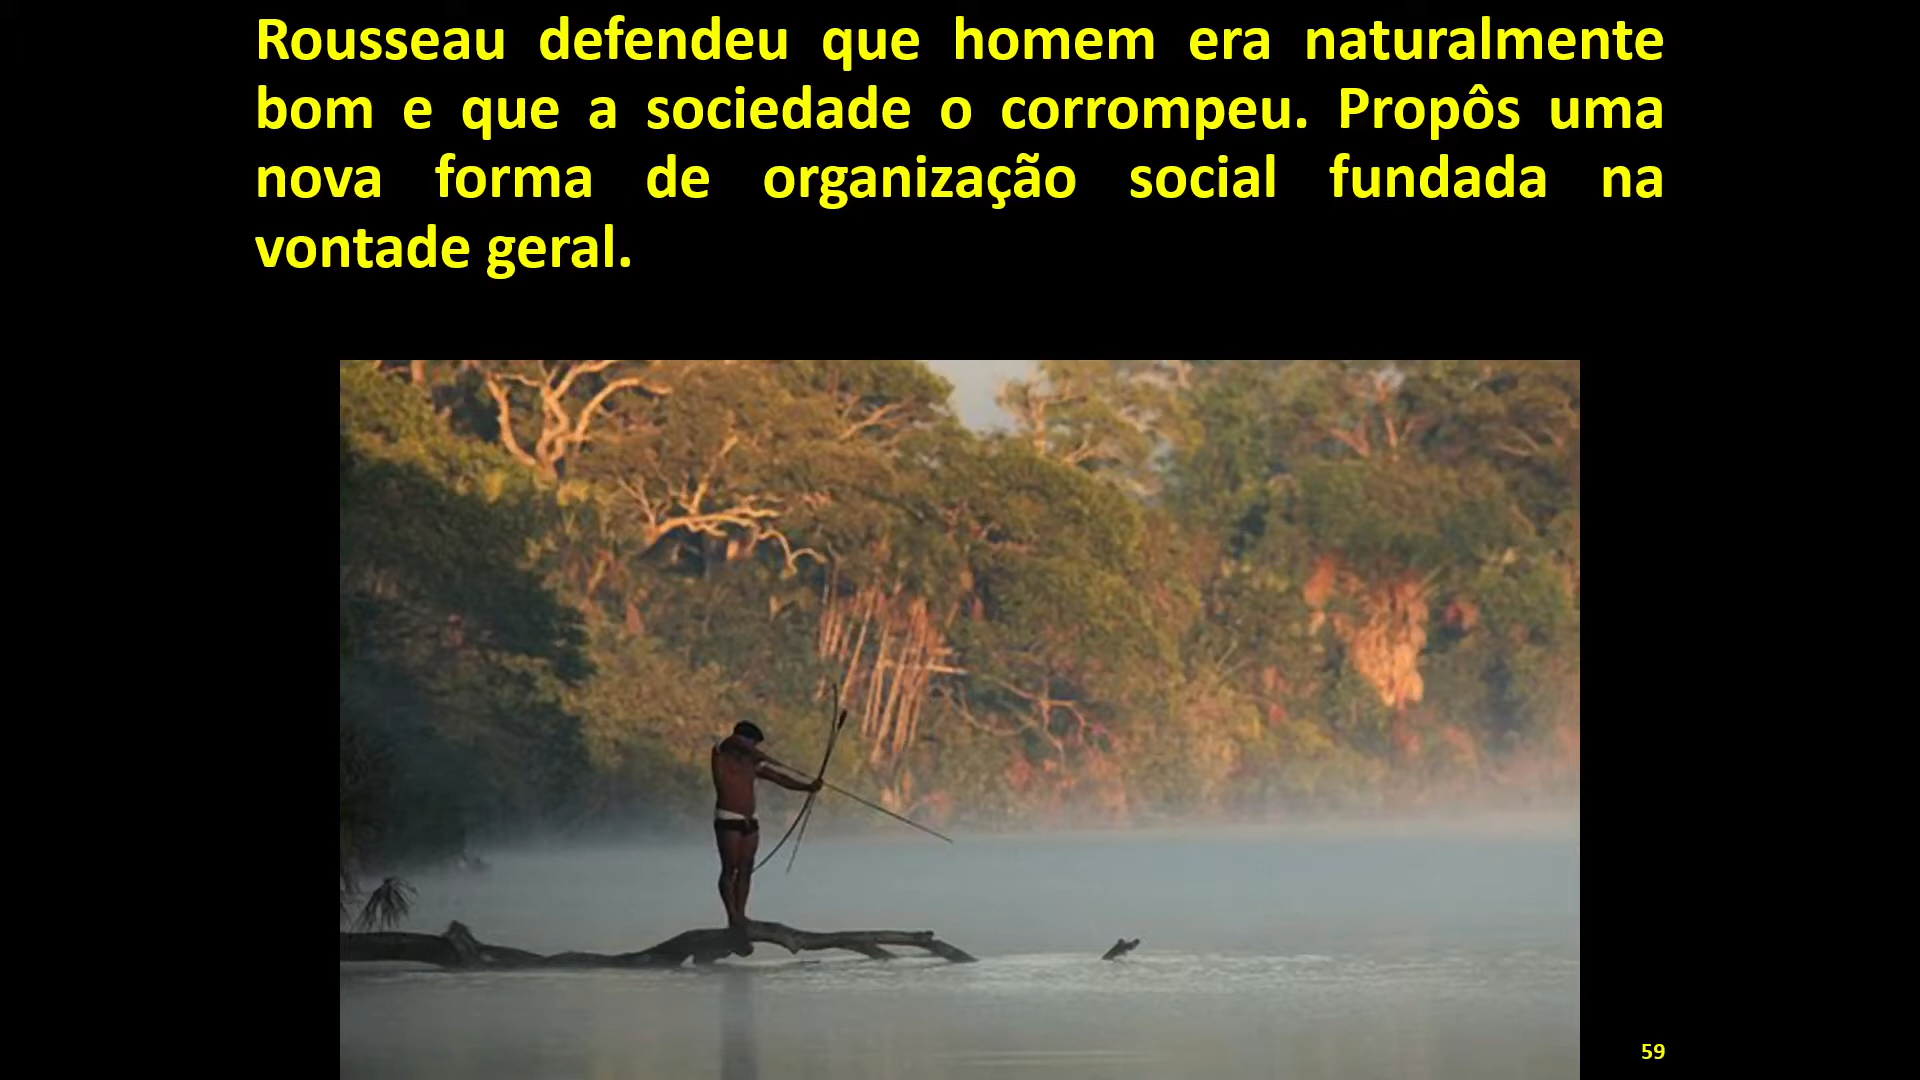 Rousseau defendeu que homem era naturalmente
bom e que a sociedade o corrompeu. Propôs uma
nova forma de organização social fundada na
vontade geral.
59